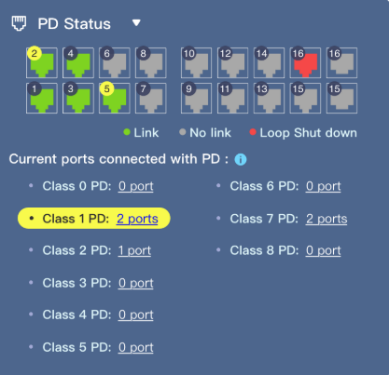 PD Status
2 4 6 8 10 12 14 16 16
1 3 5 7 9 11 13 15 15
Link No link Loop Shut down
Current ports connected with PD : i
Class 0 PD: 0 port Class 6 PD: 0 port
Class 1 PD: 2 ports Class 7 PD: 2 ports
Class 2 PD: 1 port Class 8 PD: 0 port
Class 3 PD: 0 port
Class 4 PD: 0 port
Class 5 PD: 0 port